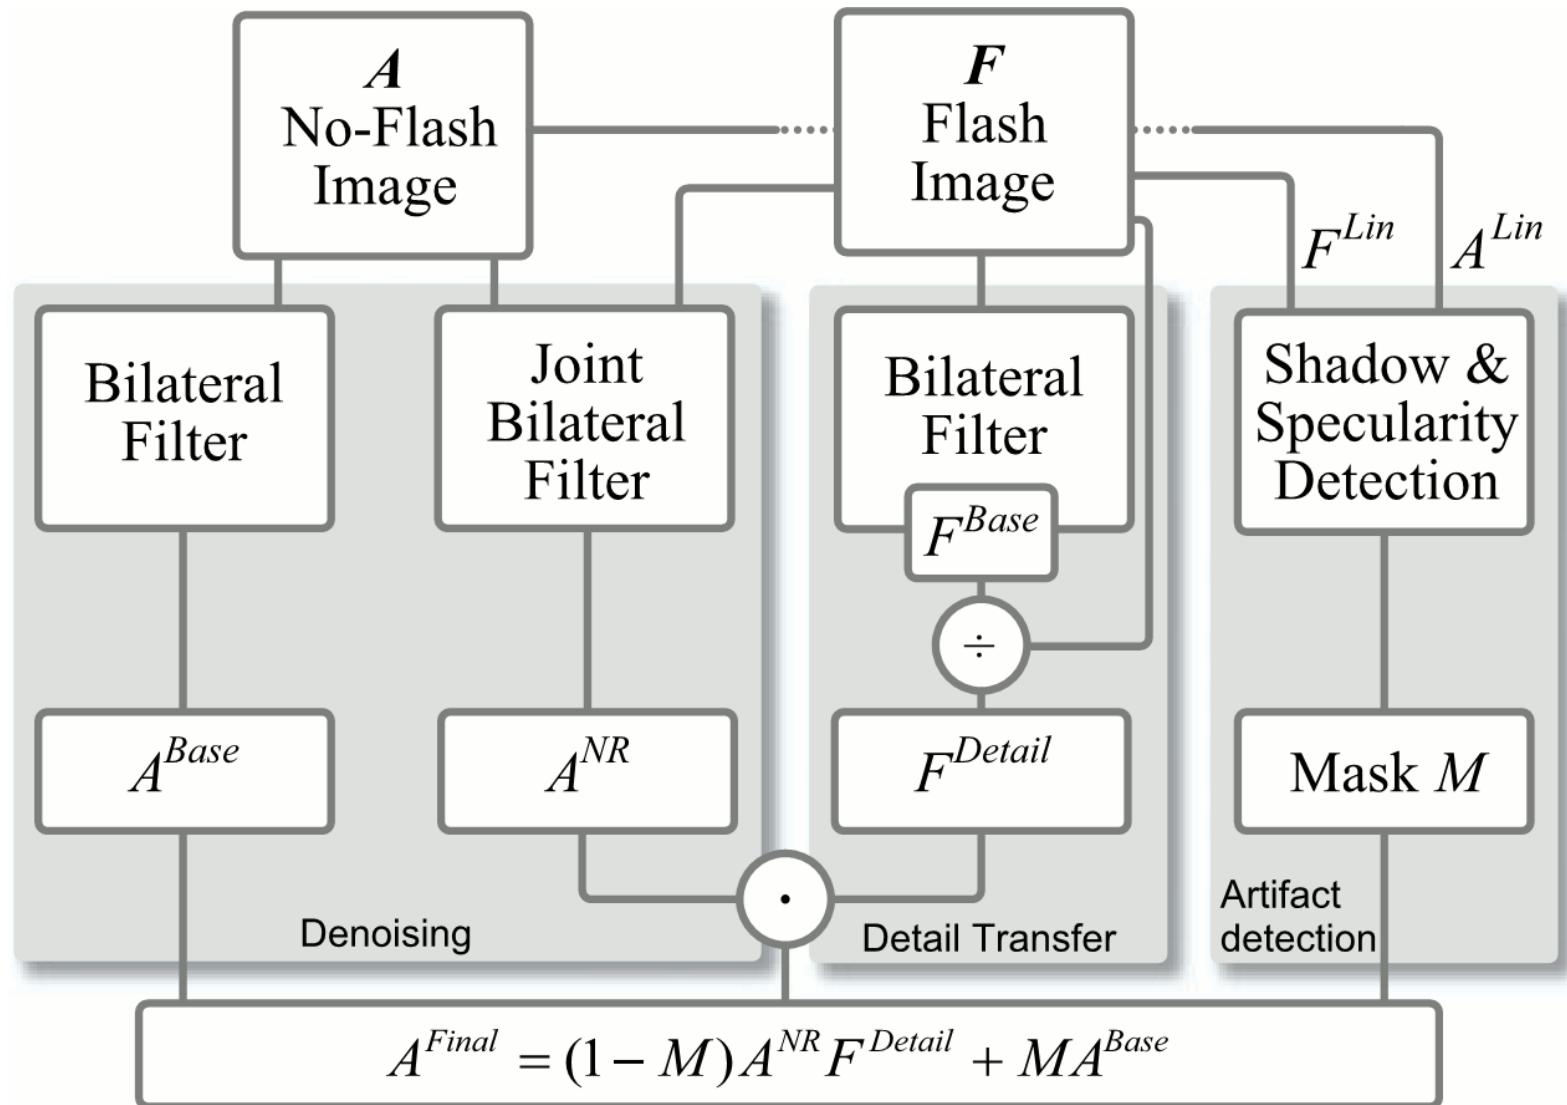 A
No-Flash
Image
F
Flash
Image
F^{Lin}
A^{Lin}
Bilateral
Filter
Joint
Bilateral
Filter
Bilateral
Filter
F^{Base}
÷
Shadow &
Specularity
Detection
A^{Base}
A^{NR}
F^{Detail}
Mask M
·
Denoising
Detail Transfer
Artifact
detection
A^{Final} = (1 − M) A^{NR} F^{Detail} + MA^{Base}